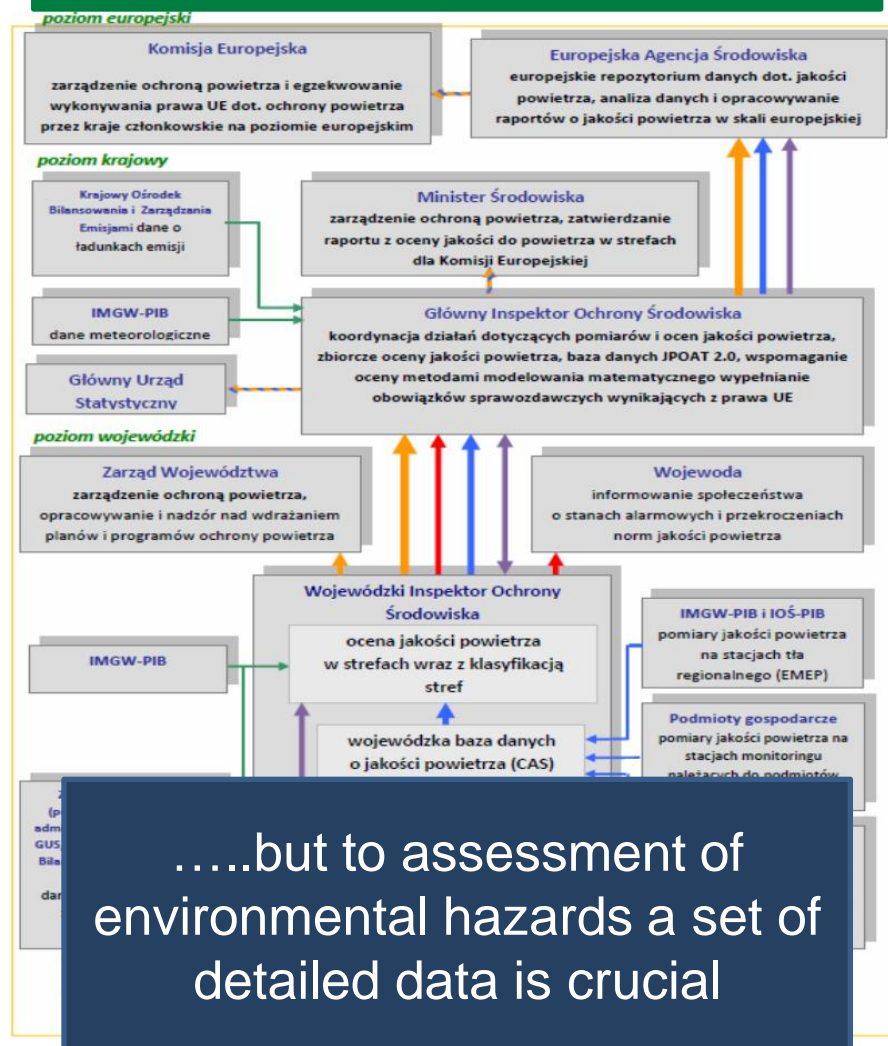 poziom europejski
Komisja Europejska
zarządzenie ochroną powietrza i egzekwowanie
wykonywania prawa UE dot. ochrony powietrza
przez kraje członkowskie na poziomie europejskim
Europejska Agencja Środowiska
europejskie repozytorium danych dot. jakości
powietrza, analiza danych i opracowywanie
raportów o jakości powietrza w skali europejskiej
poziom krajowy
Krajowy Ośrodek
Bilansowania i Zarządzania
Emisjami dane o
ładunkach emisji
Minister Środowiska
zarządzenie ochroną powietrza, zatwierdzanie
raportu z oceny jakości do powietrza w strefach
dla Komisji Europejskiej
IMGW-PIB
dane meteorologiczne
Główny Inspektor Ochrony Środowiska
koordynacja działań dotyczących pomiarów i ocen jakości powietrza,
zbiorcze oceny jakości powietrza, baza danych JPOAT 2.0, wspomaganie
oceny metodami modelowania matematycznego wypełnianie
obowiązków sprawozdawczych wynikających z prawa UE
Główny Urząd
Statystyczny
poziom wojewódzki
Zarząd Województwa
zarządzenie ochroną powietrza,
opracowywanie i nadzór nad wdrażaniem
planów i programów ochrony powietrza
Wojewoda
informowanie społeczeństwa
o stanach alarmowych i przekroczeniach
norm jakości powietrza
Wojewódzki Inspektor Ochrony
Środowiska
ocena jakości powietrza
w strefach wraz z klasyfikacją
stref
IMGW-PIB
IMGW-PIB i IOŚ-PIB
pomiary jakości powietrza
na stacjach tła
regionalnego (EMEP)
wojewódzka baza danych
o jakości powietrza (CAS)
Podmioty gospodarcze
pomiary jakości powietrza na
stacjach monitoringu
należących do podmiotów
GUS
…..but to assessment of
environmental hazards a set of
detailed data is crucial